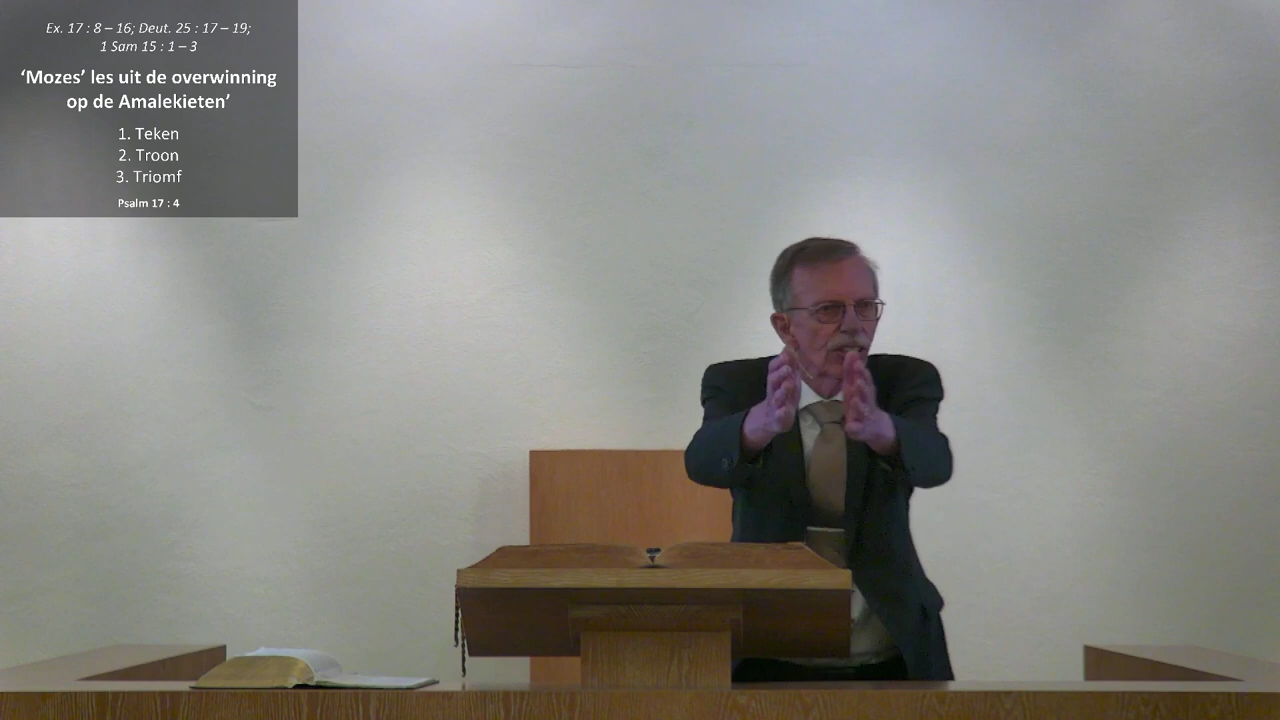 Ex. 17 : 8 – 16; Deut. 25 : 17 – 19;
1 Sam 15 : 1 – 3
‘Mozes’ les uit de overwinning
op de Amalekieten’
1. Teken
2. Troon
3. Triomf
Psalm 17 : 4